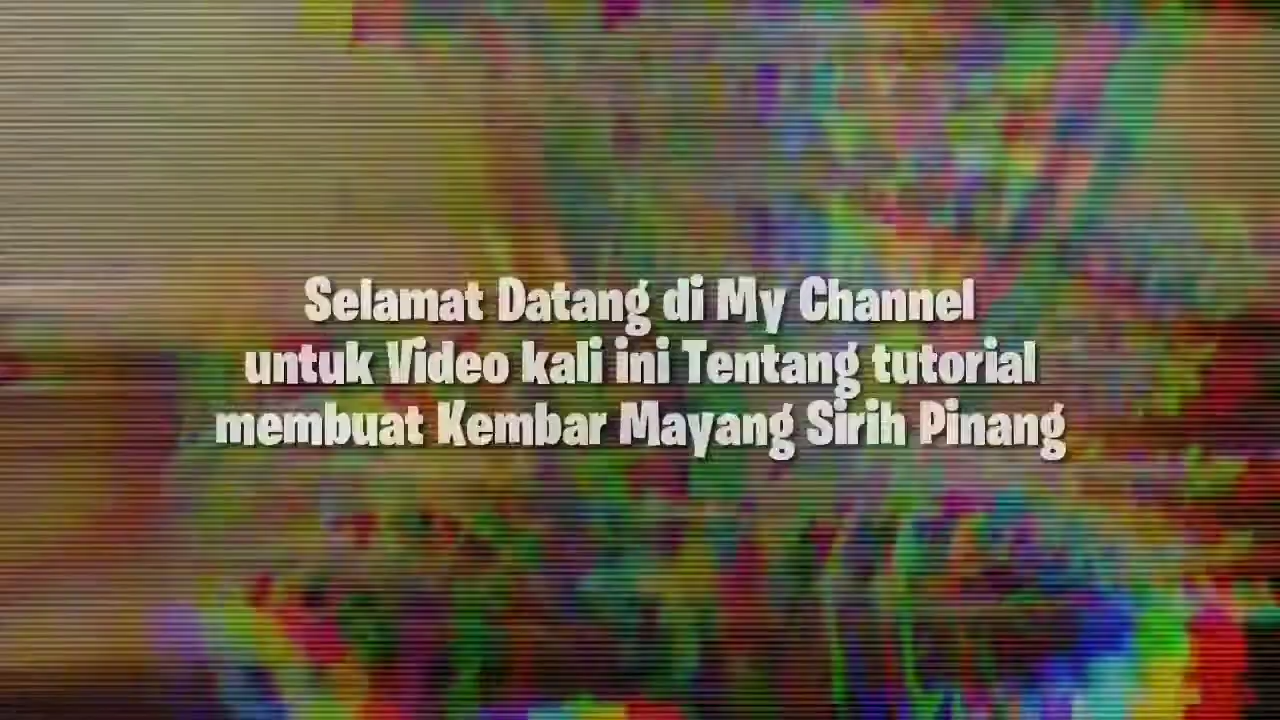 Selamat Datang di My Channel
untuk Video kali ini Tentang tutorial
membuat Kembar Mayang Sirih Pinang